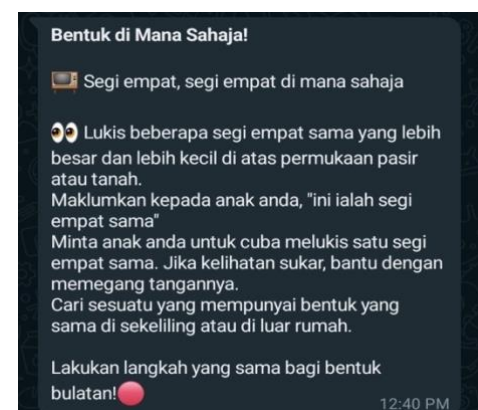 Bentuk di Mana Sahaja!
📺 Segi empat, segi empat di mana sahaja
👀 Lukis beberapa segi empat sama yang lebih
besar dan lebih kecil di atas permukaan pasir
atau tanah.
Maklumkan kepada anak anda, "ini ialah segi
empat sama"
Minta anak anda untuk cuba melukis satu segi
empat sama. Jika kelihatan sukar, bantu dengan
memegang tangannya.
Cari sesuatu yang mempunyai bentuk yang
sama di sekeliling atau di luar rumah.
Lakukan langkah yang sama bagi bentuk
bulatan!🔴
12:40 PM